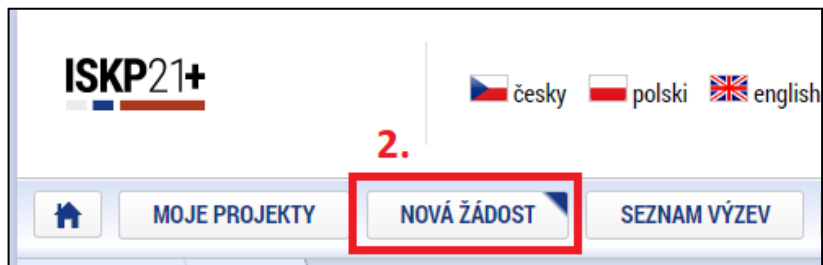 ISKP21+
česky polski english
2.
MOJE PROJEKTY NOVÁ ŽÁDOST SEZNAM VÝZEV